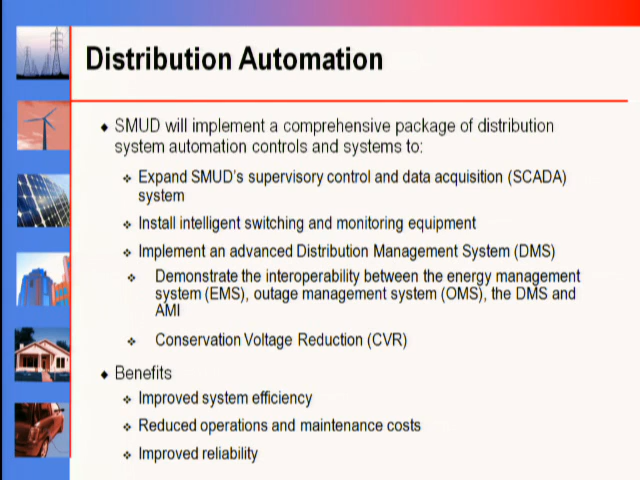 Distribution Automation
SMUD will implement a comprehensive package of distribution
system automation controls and systems to:
Expand SMUD's supervisory control and data acquisition (SCADA)
system
Install intelligent switching and monitoring equipment
Implement an advanced Distribution Management System (DMS)
Demonstrate the interoperability between the energy management
system (EMS), outage management system (OMS), the DMS and
AMI
Conservation Voltage Reduction (CVR)
Benefits
Improved system efficiency
Reduced operations and maintenance costs
Improved reliability